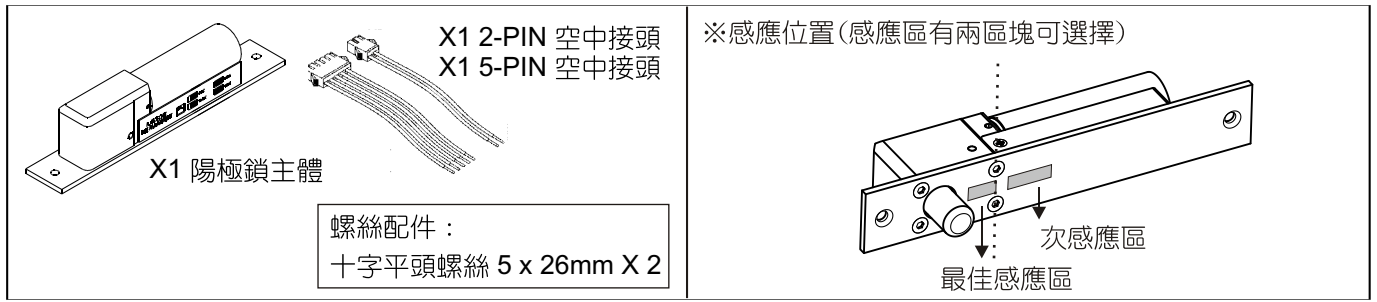 X1 2-PIN 空中接頭
X1 5-PIN 空中接頭
X1 陽極鎖主體
螺絲配件：
十字平頭螺絲 5 x 26mm X 2
※感應位置(感應區有兩區塊可選擇)
次感應區
最佳感應區